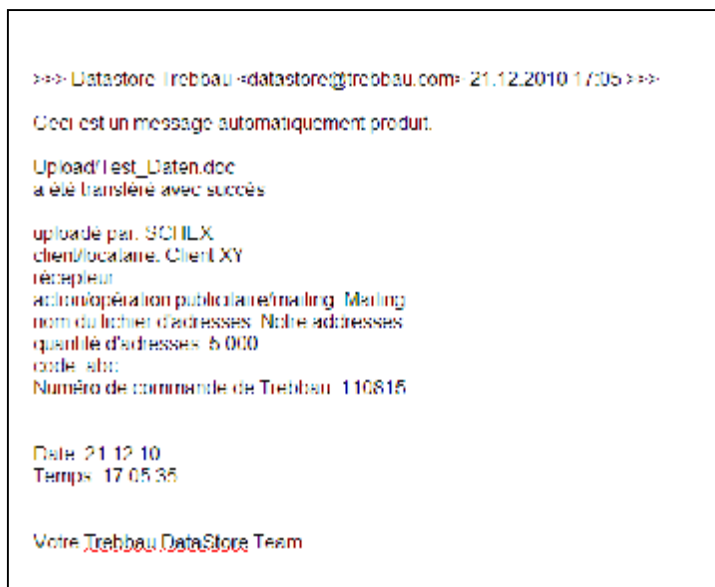 >>> Datastore Trebbau <datastore@trebbau.com> 21.12.2010 17:05 >>>
Ceci est un message automatiquement produit.
Upload/Test_Daten.doc
a été transféré avec succès
uploadé par: SCHEX
client/locataire: Client XY
récepteur:
action/opération publicitaire/mailing: Mailing
nom du fichier d'adresses: Notre addresses
quantité d'adresses: 5.000
code: abc
Numéro de commande de Trebbau: 110815
Date: 21.12.10
Temps: 17:05:35
Votre Trebbau DataStore Team